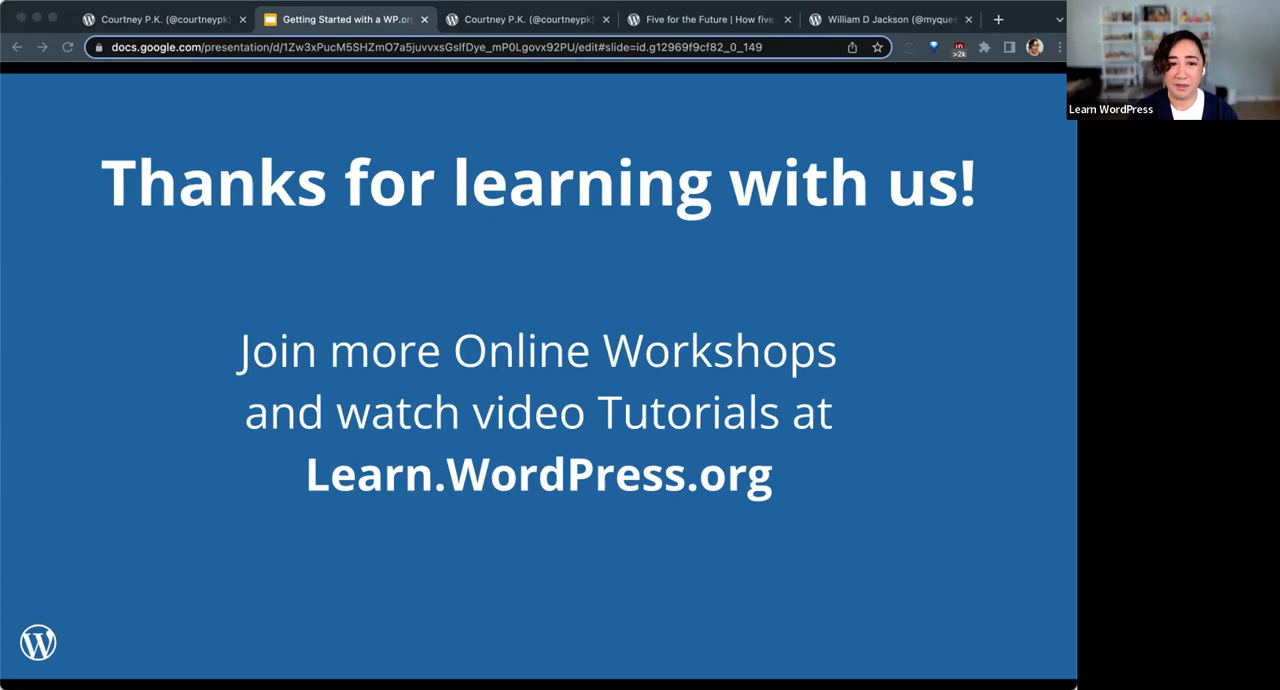 Courtney P.K. (@courtneypk)
Getting Started with a WP.or
Courtney P.K. (@courtneypk)
Five for the Future | How five
William D Jackson (@myques
docs.google.com/presentation/d/1Zw3xPucM5SHZmO7a5juvvxsGslfDye_mP0Lgovx92PU/edit#slide=id.g12969f9cf82_0_149
>2k
Learn WordPress
Thanks for learning with us!
Join more Online Workshops
and watch video Tutorials at
Learn.WordPress.org